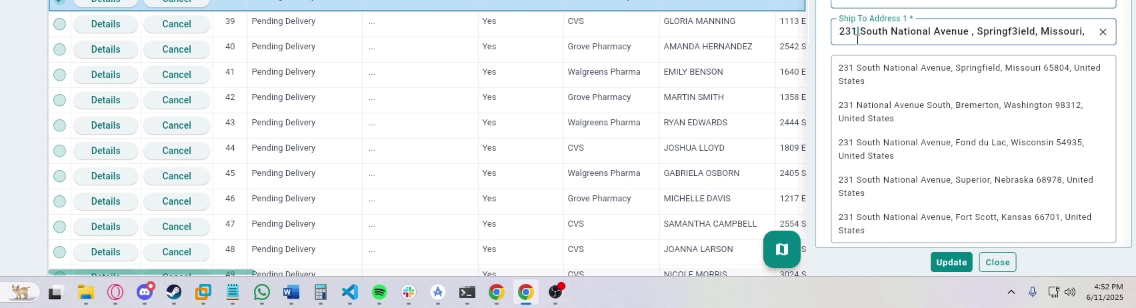 Details Cancel
Details Cancel 39 Pending Delivery ... Yes CVS GLORIA MANNING 1113 E
Details Cancel 40 Pending Delivery ... Yes Grove Pharmacy AMANDA HERNANDEZ 2542 S
Details Cancel 41 Pending Delivery ... Yes Walgreens Pharma EMILY BENSON 1640 E
Details Cancel 42 Pending Delivery ... Yes Grove Pharmacy MARTIN SMITH 1358 E
Details Cancel 43 Pending Delivery ... Yes Walgreens Pharma RYAN EDWARDS 2444 S
Details Cancel 44 Pending Delivery ... Yes CVS JOSHUA LLOYD 1809 E
Details Cancel 45 Pending Delivery ... Yes Walgreens Pharma GABRIELA OSBORN 2405 S
Details Cancel 46 Pending Delivery ... Yes Grove Pharmacy MICHELLE DAVIS 1217 E
Details Cancel 47 Pending Delivery ... Yes CVS SAMANTHA CAMPBELL 2554 S
Details Cancel 48 Pending Delivery ... Yes CVS JOANNA LARSON
Details Cancel 49 Pending Delivery ... Yes CVS NICOLE MORRIS 3024 S
Ship To Address 1 *
231 South National Avenue , Springf3ield, Missouri,
231 South National Avenue, Springfield, Missouri 65804, United
States
231 National Avenue South, Bremerton, Washington 98312,
United States
231 South National Avenue, Fond du Lac, Wisconsin 54935,
United States
231 South National Avenue, Superior, Nebraska 68978, United
States
231 South National Avenue, Fort Scott, Kansas 66701, United
States
Update Close
4:52 PM
6/11/2025